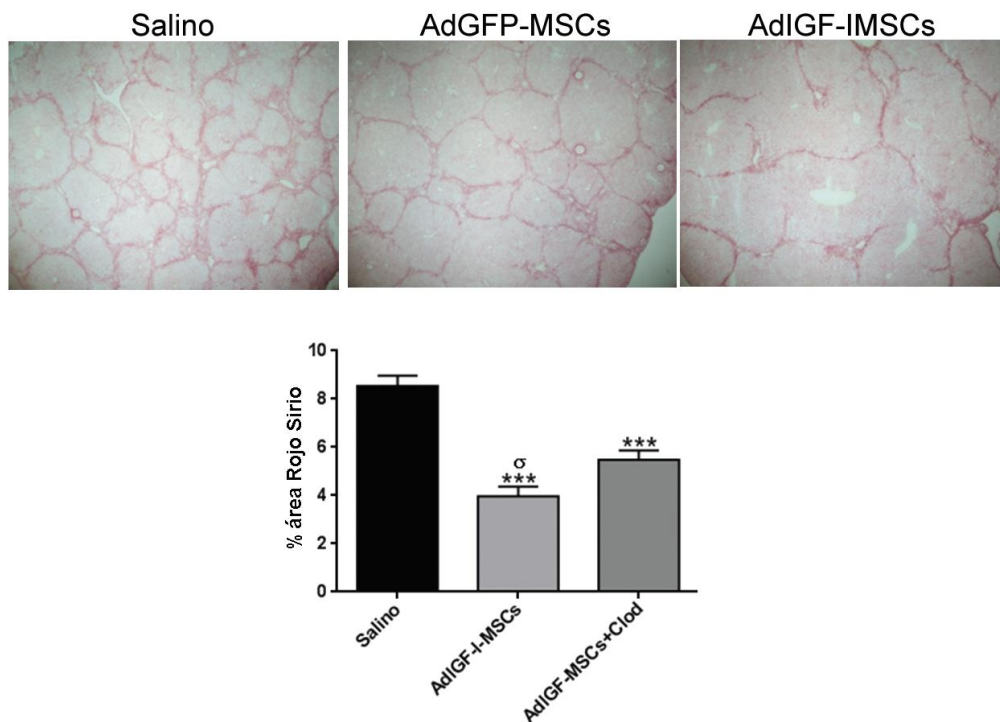 Salino
AdGFP-MSCs
AdIGF-IMSCs
% área Rojo Sirio
10
8
6
4
2
0
σ
***
***
Salino
AdIGF-I-MSCs
AdIGF-MSCs+Clod